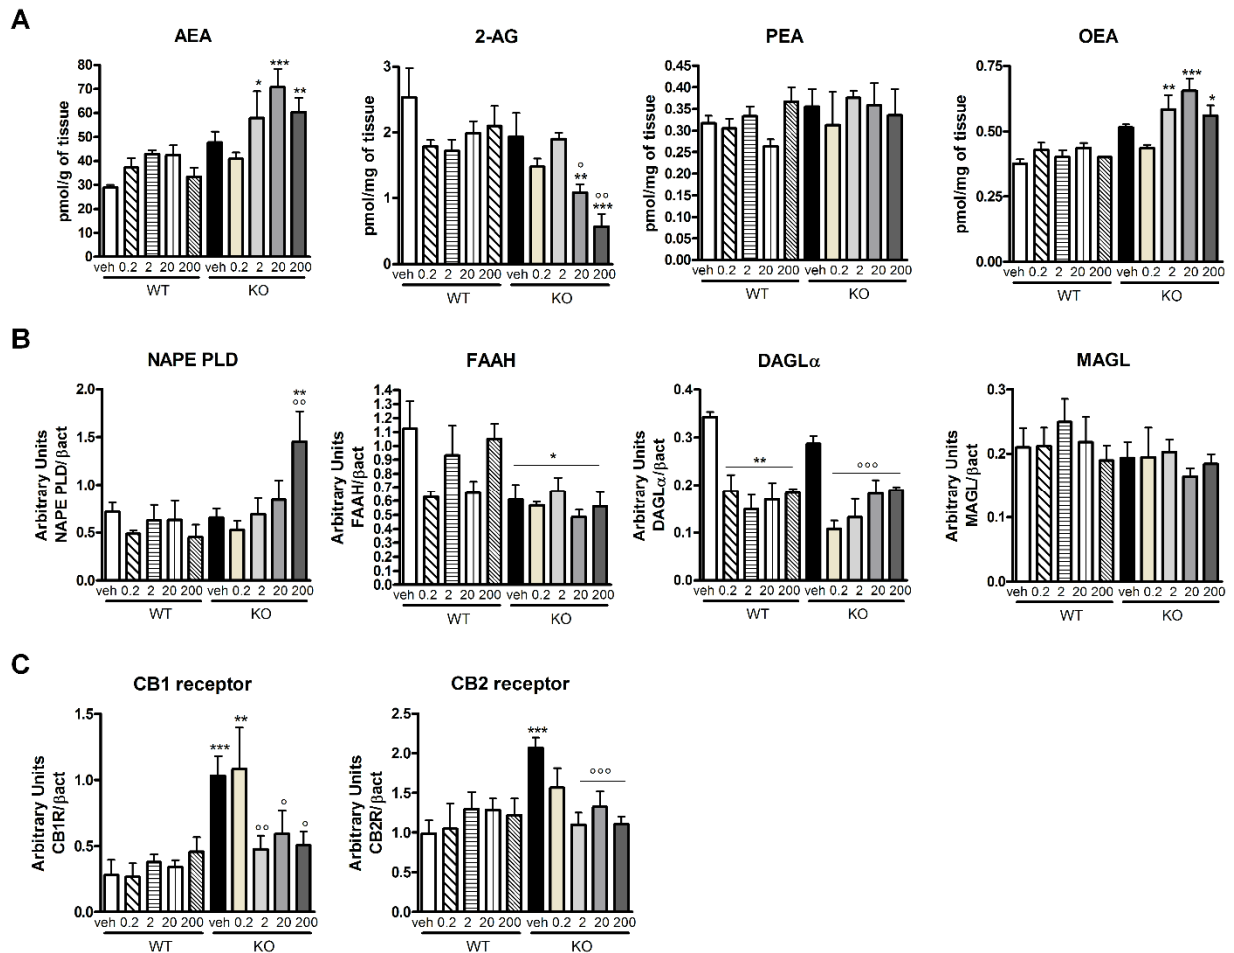 A
AEA
2-AG
PEA
OEA
pmol/g of tissue
80
70
60
50
40
30
20
10
0
* *** **
veh 0.2 2 20 200 veh 0.2 2 20 200
WT KO
pmol/mg of tissue
3
2
1
0
° ** °° ***
veh 0.2 2 20 200 veh 0.2 2 20 200
WT KO
pmol/mg of tissue
0.45
0.40
0.35
0.30
0.25
0.20
0.15
0.10
0.05
0.00
veh 0.2 2 20 200 veh 0.2 2 20 200
WT KO
pmol/mg of tissue
0.75
0.50
0.25
0.00
** *** *
veh 0.2 2 20 200 veh 0.2 2 20 200
WT KO
B
NAPE PLD
FAAH
DAGLα
MAGL
Arbitrary Units
NAPE PLD/βact
2.0
1.5
1.0
0.5
0.0
**
°°
veh 0.2 2 20 200 veh 0.2 2 20 200
WT KO
Arbitrary Units
FAAH/βact
1.4
1.3
1.2
1.1
1.0
0.9
0.8
0.7
0.6
0.5
0.4
0.3
0.2
0.1
0.0
*
veh 0.2 2 20 200 veh 0.2 2 20 200
WT KO
Arbitrary Units
DAGLα/βact
0.4
0.3
0.2
0.1
0.0
** °°°
veh 0.2 2 20 200 veh 0.2 2 20 200
WT KO
Arbitrary Units
MAGL/βact
0.3
0.2
0.1
0.0
veh 0.2 2 20 200 veh 0.2 2 20 200
WT KO
C
CB1 receptor
CB2 receptor
Arbitrary Units
CB1R/βact
1.5
1.0
0.5
0.0
*** ** °° ° °
veh 0.2 2 20 200 veh 0.2 2 20 200
WT KO
Arbitrary Units
CB2R/βact
2.5
2.0
1.5
1.0
0.5
0.0
*** °°°
veh 0.2 2 20 200 veh 0.2 2 20 200
WT KO